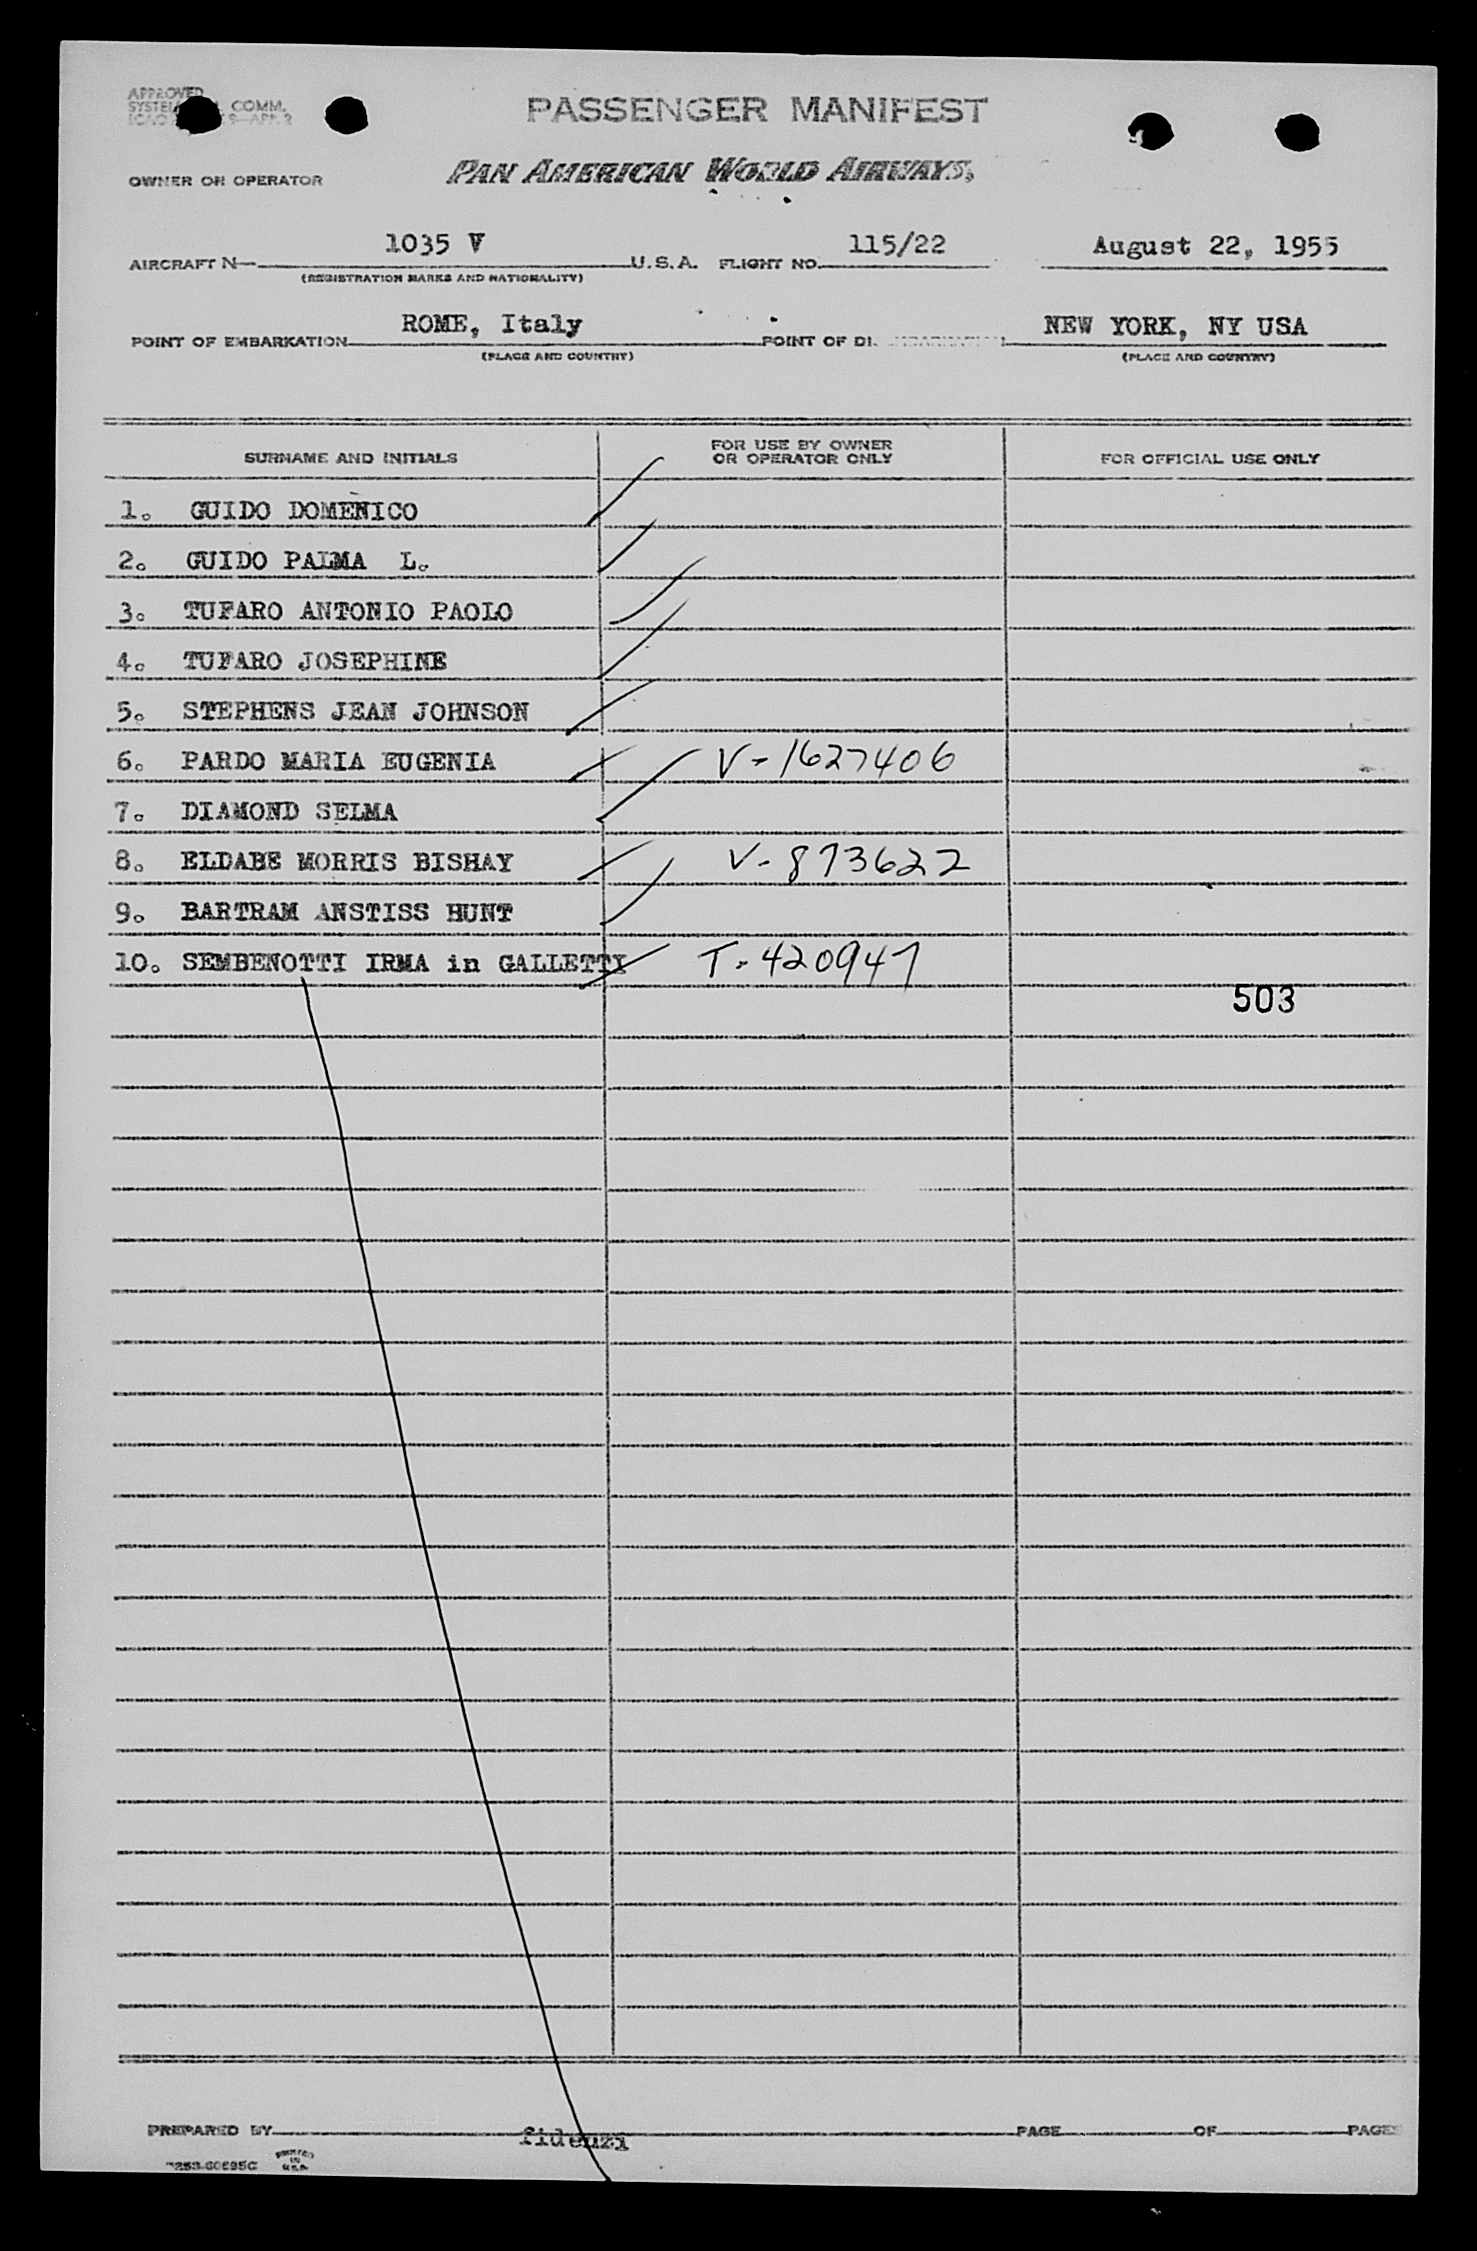 APPROVED
COMM.
PASSENGER MANIFEST
OWNER OR OPERATOR
PAN AMERICAN WORLD AIRWAYS,
AIRCRAFT N— 1035 V U.S.A. FLIGHT NO. 115/22 August 22, 1955
(REGISTRATION MARKS AND NATIONALITY)
POINT OF EMBARKATION ROME, Italy POINT OF NEW YORK, NY USA
(PLACE AND COUNTRY) (PLACE AND COUNTRY)
SURNAME AND INITIALS FOR USE BY OWNER OR OPERATOR ONLY FOR OFFICIAL USE ONLY
1. GUIDO DOMENICO
2. GUIDO PALMA L.
3. TUFARO ANTONIO PAOLO
4. TUFARO JOSEPHINE
5. STEPHENS JEAN JOHNSON
6. PARDO MARIA EUGENIA V-1627406
7. DIAMOND SELMA
8. ELDABE MORRIS BISHAY V-873622
9. BARTRAM ANSTISS HUNT
10. SEMBENOTTI IRMA in GALLETTI T-420947
503
PREPARED BY fidenzi PAGE OF PAGES
PRINTED IN U.S.A.